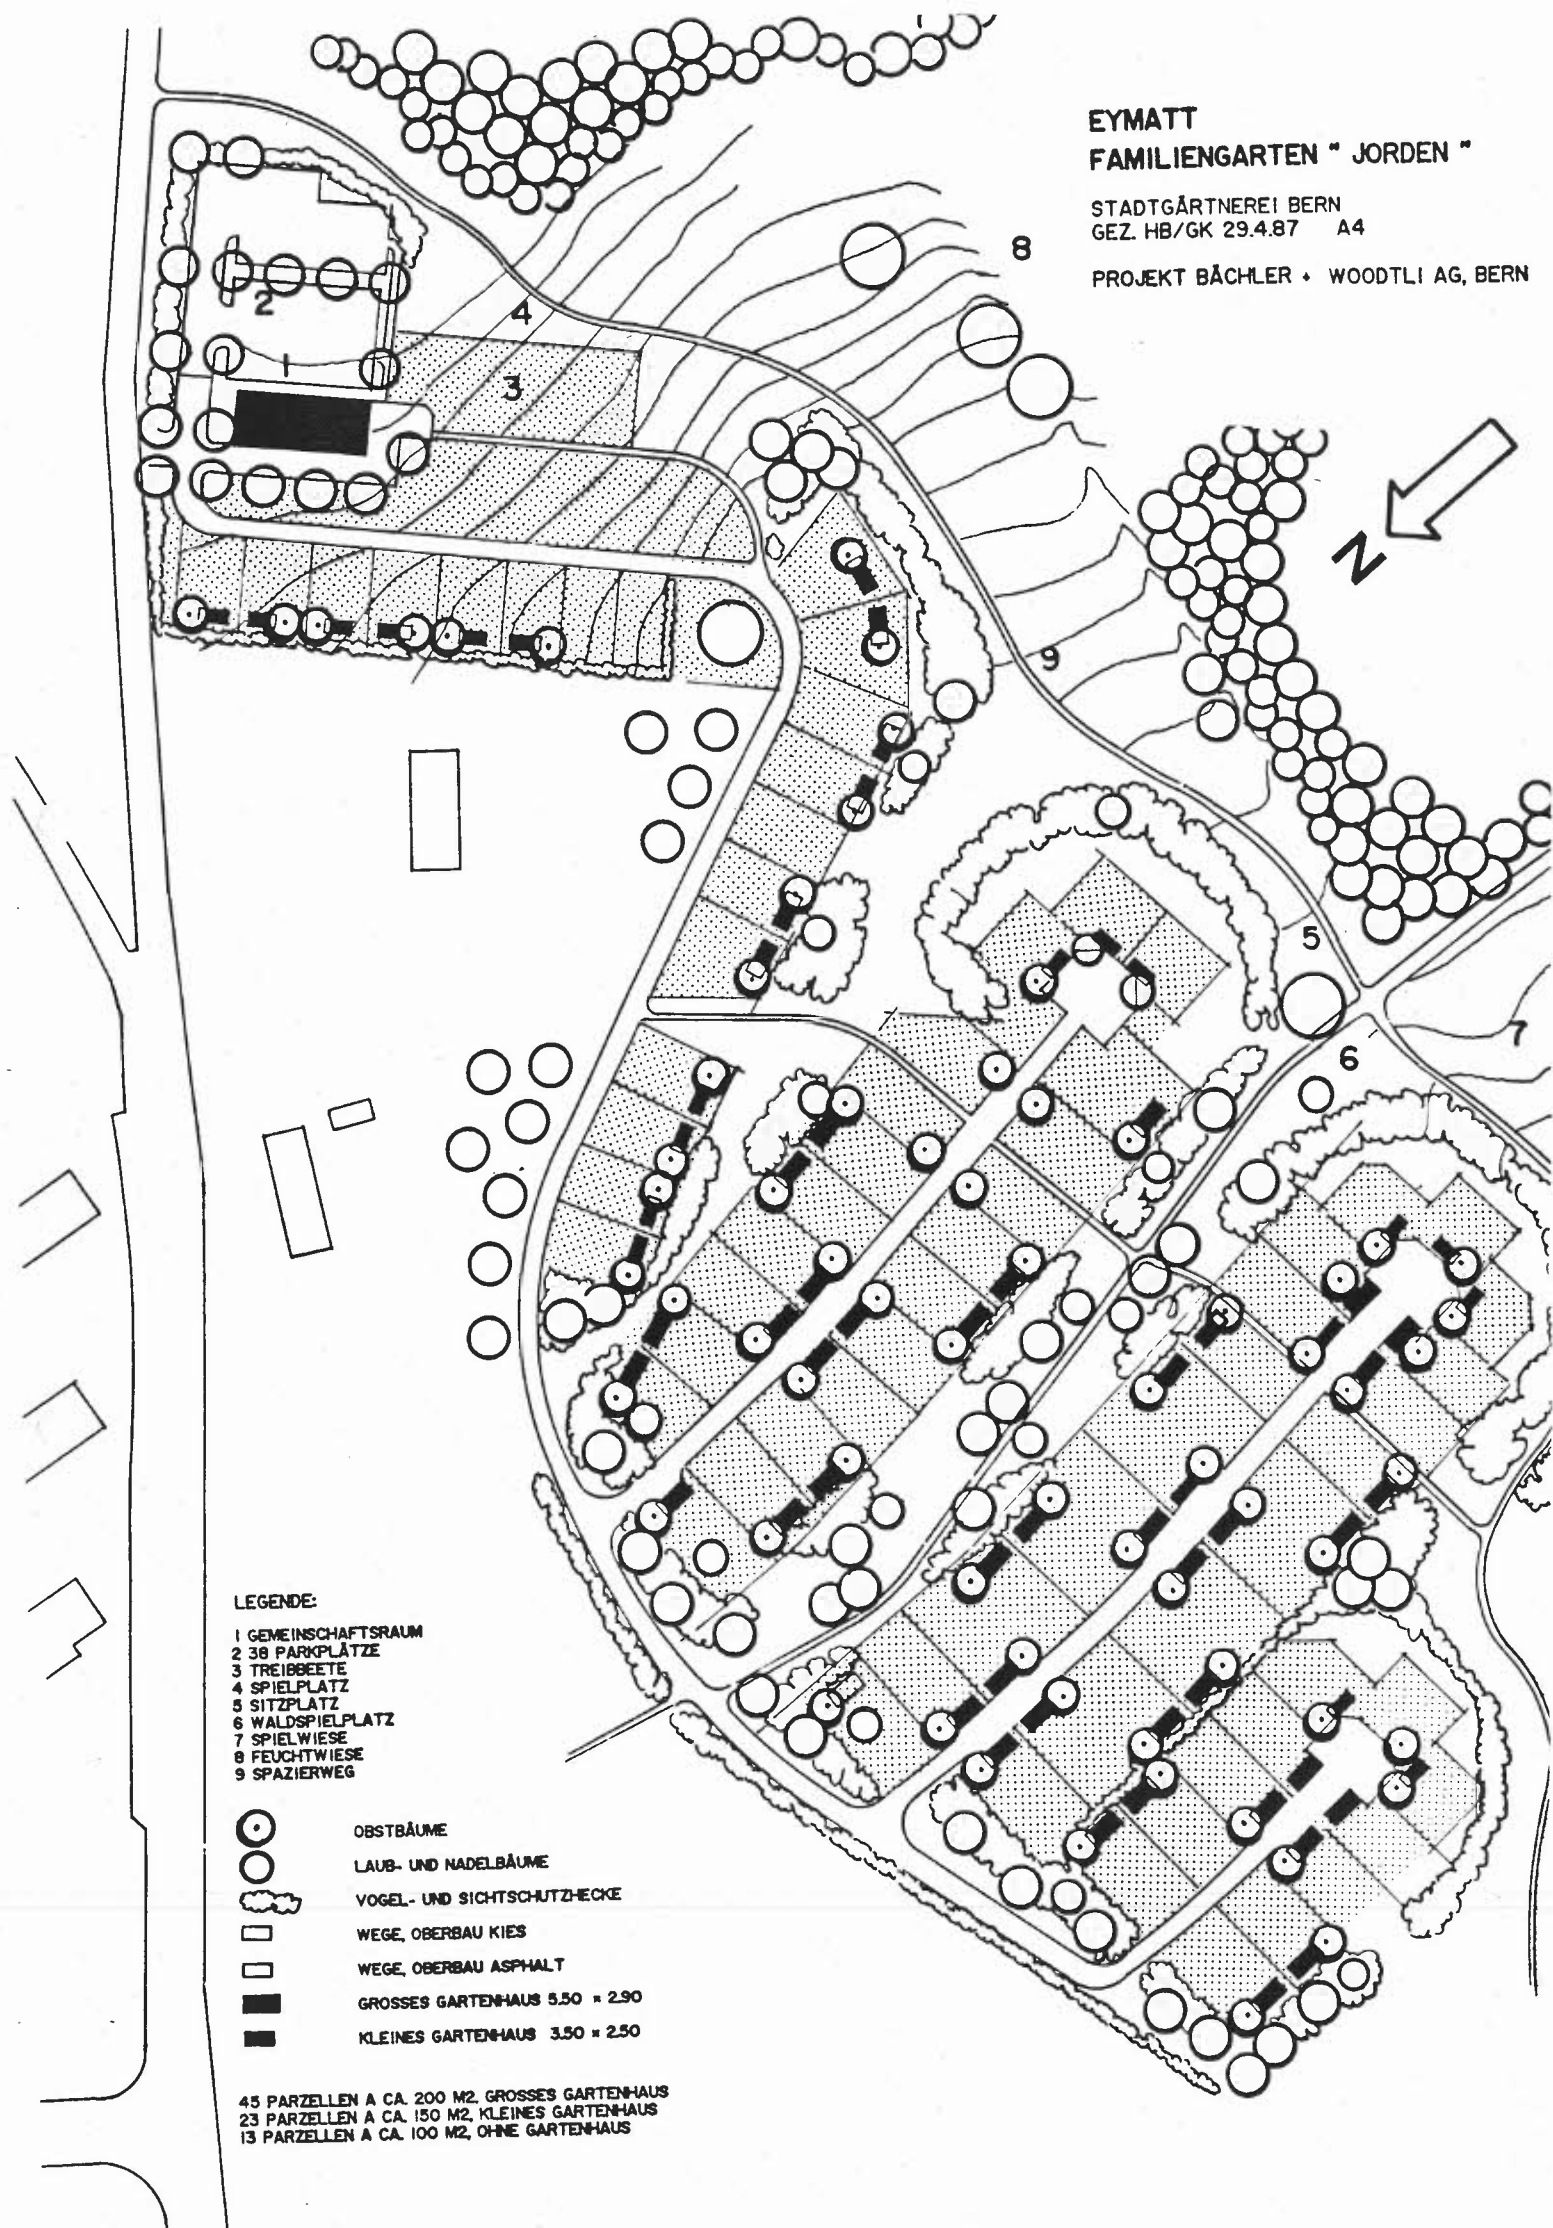 EYMATT
FAMILIENGARTEN " JORDEN "
STADTGÄRTNEREI BERN
GEZ. HB/GK 29.4.87 A4
PROJEKT BÄCHLER + WOODTLI AG, BERN
8
2
4
1
3
N
9
5
7
6
LEGENDE:
1 GEMEINSCHAFTSRAUM
2 38 PARKPLÄTZE
3 TREIBBEETE
4 SPIELPLATZ
5 SITZPLATZ
6 WALDSPIELPLATZ
7 SPIELWIESE
8 FEUCHTWIESE
9 SPAZIERWEG
OBSTBÄUME
LAUB- UND NADELBÄUME
VOGEL- UND SICHTSCHUTZHECKE
WEGE, OBERBAU KIES
WEGE, OBERBAU ASPHALT
GROSSES GARTENHAUS 5.50 x 2.90
KLEINES GARTENHAUS 3.50 x 2.50
45 PARZELLEN A CA. 200 M2, GROSSES GARTENHAUS
23 PARZELLEN A CA. 150 M2, KLEINES GARTENHAUS
13 PARZELLEN A CA. 100 M2, OHNE GARTENHAUS